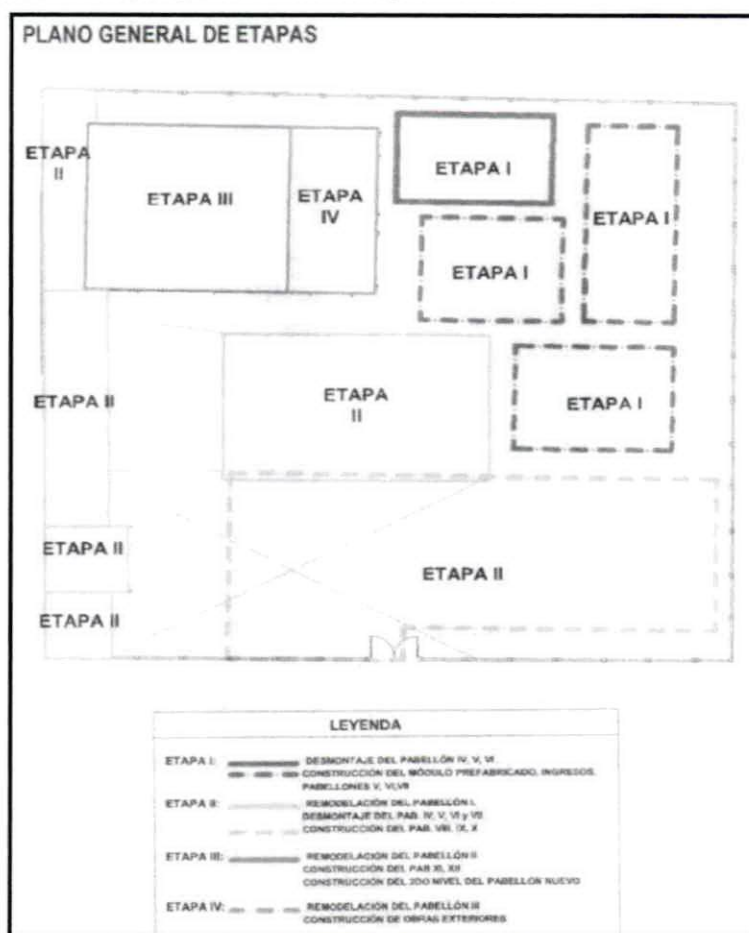 PLANO GENERAL DE ETAPAS
ETAPA II
ETAPA III
ETAPA IV
ETAPA I
ETAPA I
ETAPA I
ETAPA II
ETAPA II
ETAPA I
ETAPA II
ETAPA II
ETAPA II
LEYENDA
ETAPA I: DESMONTAJE DEL PABELLÓN IV, V, VI
CONSTRUCCIÓN DEL MÓDULO PREFABRICADO, INGRESOS,
PABELLONES V, VI,VII
ETAPA II: REMODELACIÓN DEL PABELLÓN I,
DESMONTAJE DEL PAB. IV, V, VI y VII
CONSTRUCCIÓN DEL PAB. VIII, IX, X
ETAPA III: REMODELACIÓN DEL PABELLÓN II
CONSTRUCCIÓN DEL PAB XI, XII
CONSTRUCCIÓN DEL 2DO NIVEL DEL PABELLON NUEVO
ETAPA IV: REMODELACIÓN DEL PABELLÓN III
CONSTRUCCIÓN DE OBRAS EXTERIORES